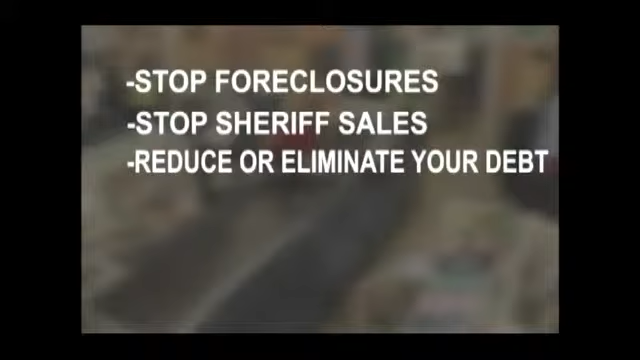 -STOP FORECLOSURES
-STOP SHERIFF SALES
-REDUCE OR ELIMINATE YOUR DEBT